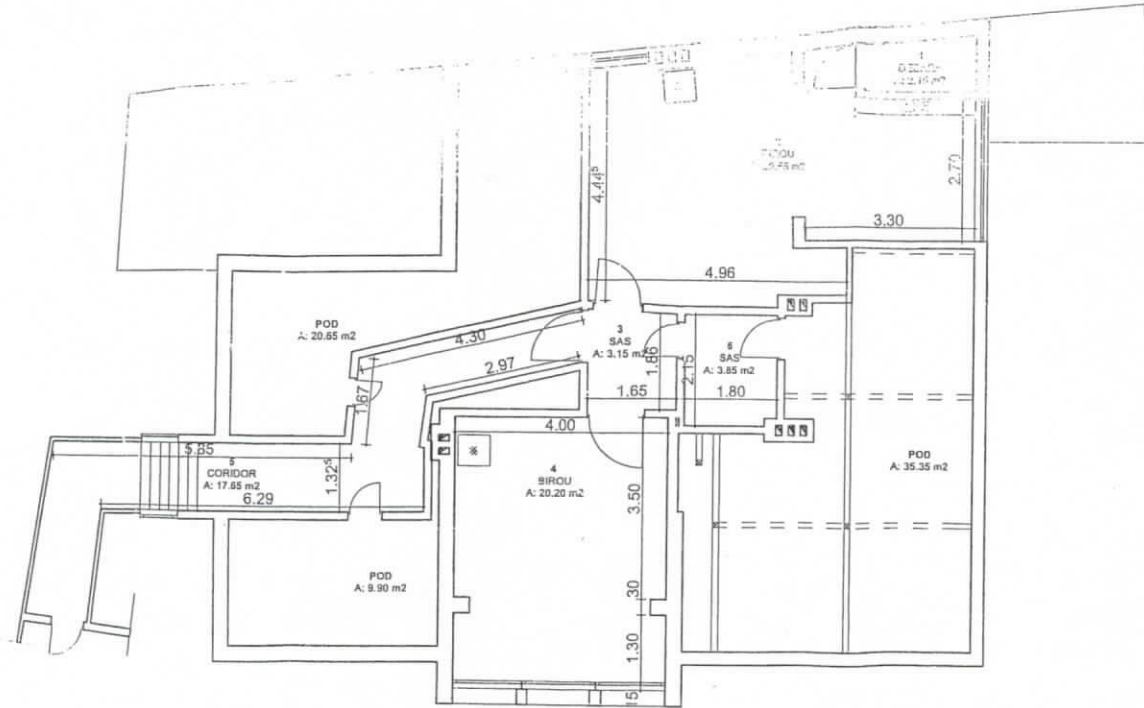 2.70
4.44⁵
3.30
4.96
POD
A: 20.65 m2
4.30
3
SAS
A: 3.15 m2
6
SAS
A: 3.85 m2
1.86
2.15
2.97
1.67
1.65
1.80
4.00
5.85
5
CORIDOR
A: 17.65 m2
1.32⁵
6.29
4
BIROU
A: 20.20 m2
3.50
POD
A: 35.35 m2
POD
A: 9.90 m2
.30
1.30